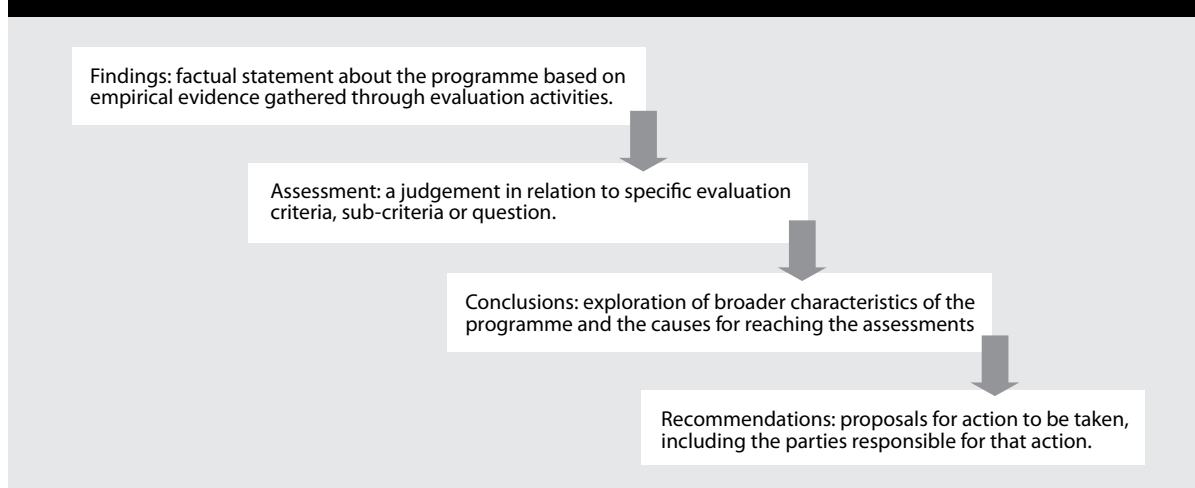 Findings: factual statement about the programme based on
empirical evidence gathered through evaluation activities.
Assessment: a judgement in relation to specific evaluation
criteria, sub-criteria or question.
Conclusions: exploration of broader characteristics of the
programme and the causes for reaching the assessments
Recommendations: proposals for action to be taken,
including the parties responsible for that action.